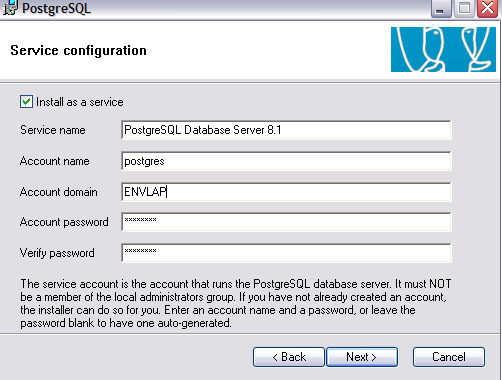 PostgreSQL
Service configuration
Install as a service
Service name PostgreSQL Database Server 8.1
Account name postgres
Account domain ENVLAP
Account password ********
Verify password ********
The service account is the account that runs the PostgreSQL database server. It must NOT
be a member of the local administrators group. If you have not already created an account,
the installer can do so for you. Enter an account name and a password, or leave the
password blank to have one auto-generated.
< Back Next > Cancel